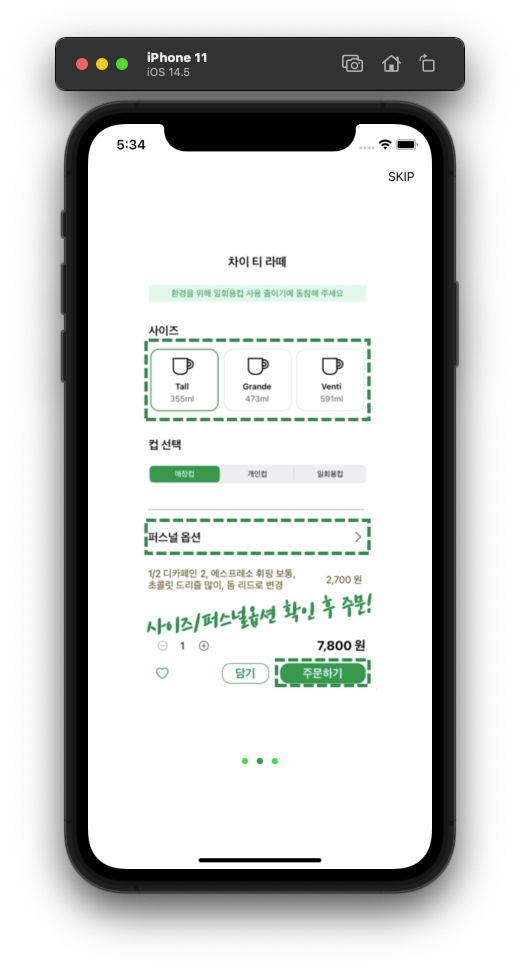 iPhone 11
iOS 14.5
5:34
SKIP
차이 티 라떼
환경을 위해 일회용컵 사용 줄이기에 동참해 주세요
사이즈
Tall Grande Venti
355ml 473ml 591ml
컵 선택
매장컵 개인컵 일회용컵
퍼스널 옵션
1/2 디카페인 2, 에스프레소 휘핑 보통,
초콜릿 드리즐 많이, 돔 리드로 변경
2,700 원
사이즈/퍼스널옵션 확인 후 주문!
1
7,800 원
담기 주문하기